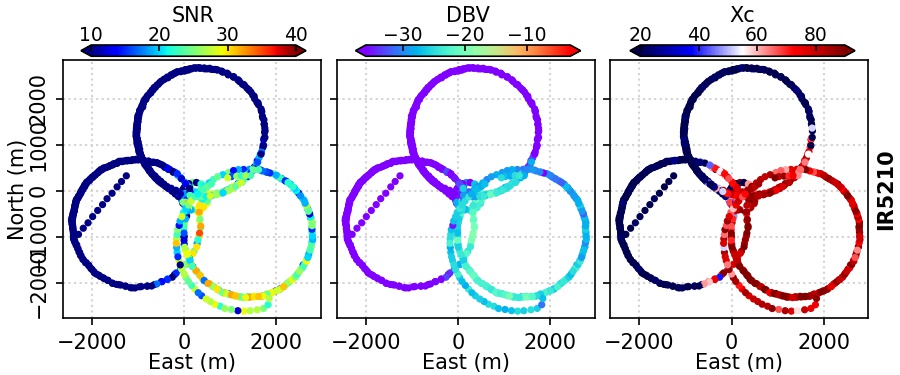 SNR DBV Xc
10 20 30 40 −30 −20 −10 20 40 60 80
2000
1000
0
−1000
−2000
North (m)
−2000 0 2000 −2000 0 2000 −2000 0 2000
East (m) East (m) East (m)
IR5210